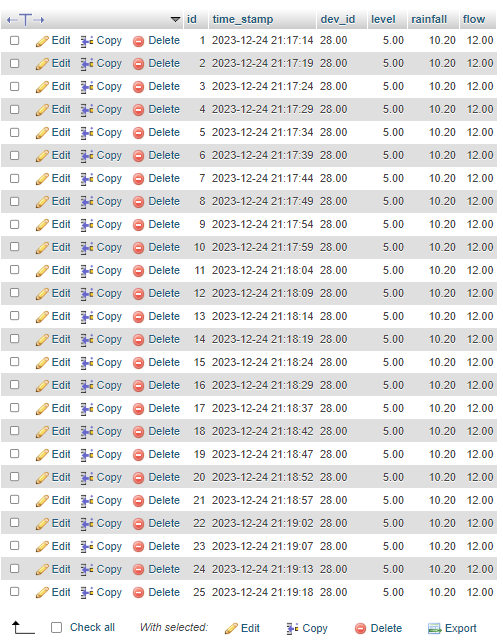 id time_stamp dev_id level rainfall flow
Edit Copy Delete 1 2023-12-24 21:17:14 28.00 5.00 10.20 12.00
Edit Copy Delete 2 2023-12-24 21:17:19 28.00 5.00 10.20 12.00
Edit Copy Delete 3 2023-12-24 21:17:24 28.00 5.00 10.20 12.00
Edit Copy Delete 4 2023-12-24 21:17:29 28.00 5.00 10.20 12.00
Edit Copy Delete 5 2023-12-24 21:17:34 28.00 5.00 10.20 12.00
Edit Copy Delete 6 2023-12-24 21:17:39 28.00 5.00 10.20 12.00
Edit Copy Delete 7 2023-12-24 21:17:44 28.00 5.00 10.20 12.00
Edit Copy Delete 8 2023-12-24 21:17:49 28.00 5.00 10.20 12.00
Edit Copy Delete 9 2023-12-24 21:17:54 28.00 5.00 10.20 12.00
Edit Copy Delete 10 2023-12-24 21:17:59 28.00 5.00 10.20 12.00
Edit Copy Delete 11 2023-12-24 21:18:04 28.00 5.00 10.20 12.00
Edit Copy Delete 12 2023-12-24 21:18:09 28.00 5.00 10.20 12.00
Edit Copy Delete 13 2023-12-24 21:18:14 28.00 5.00 10.20 12.00
Edit Copy Delete 14 2023-12-24 21:18:19 28.00 5.00 10.20 12.00
Edit Copy Delete 15 2023-12-24 21:18:24 28.00 5.00 10.20 12.00
Edit Copy Delete 16 2023-12-24 21:18:29 28.00 5.00 10.20 12.00
Edit Copy Delete 17 2023-12-24 21:18:37 28.00 5.00 10.20 12.00
Edit Copy Delete 18 2023-12-24 21:18:42 28.00 5.00 10.20 12.00
Edit Copy Delete 19 2023-12-24 21:18:47 28.00 5.00 10.20 12.00
Edit Copy Delete 20 2023-12-24 21:18:52 28.00 5.00 10.20 12.00
Edit Copy Delete 21 2023-12-24 21:18:57 28.00 5.00 10.20 12.00
Edit Copy Delete 22 2023-12-24 21:19:02 28.00 5.00 10.20 12.00
Edit Copy Delete 23 2023-12-24 21:19:07 28.00 5.00 10.20 12.00
Edit Copy Delete 24 2023-12-24 21:19:13 28.00 5.00 10.20 12.00
Edit Copy Delete 25 2023-12-24 21:19:18 28.00 5.00 10.20 12.00
Check all With selected: Edit Copy Delete Export